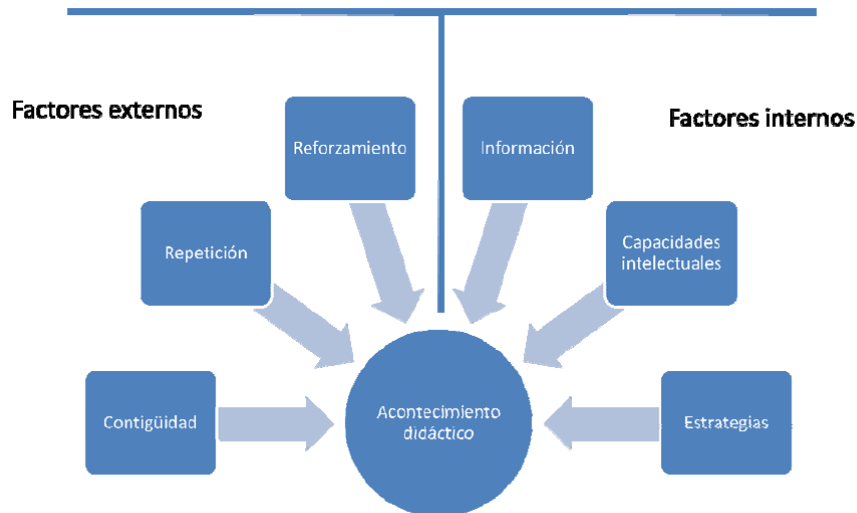 Factores externos
Factores internos
Reforzamiento
Información
Repetición
Capacidades
intelectuales
Contigüidad
Acontecimiento
didáctico
Estrategias